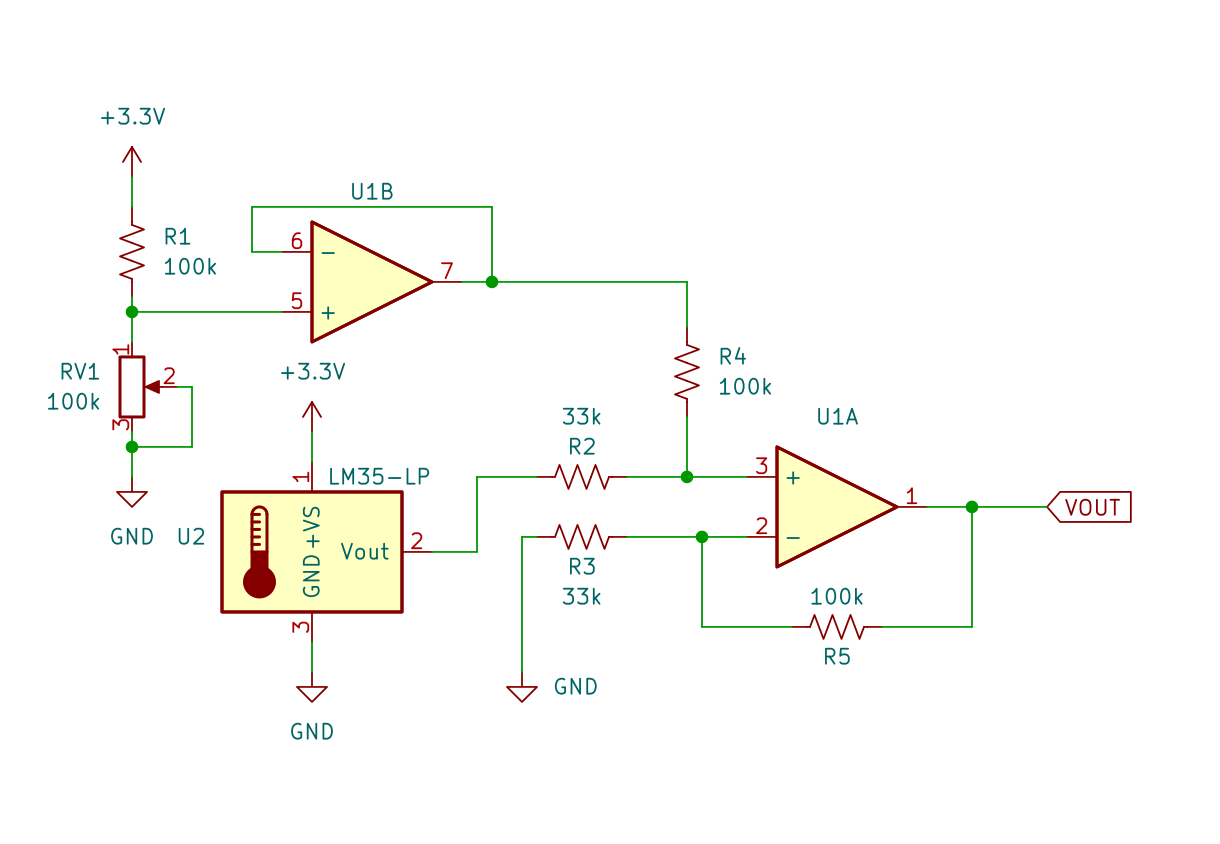 +3.3V
U1B
6
−
R1
100k
7
5
+
1
RV1
100k
2
3
GND
+3.3V
R4
100k
33k
R2
U1A
LM35-LP
1
U2
GND
+VS
Vout
2
3
GND
3
+
1
VOUT
2
−
R3
33k
100k
R5
GND